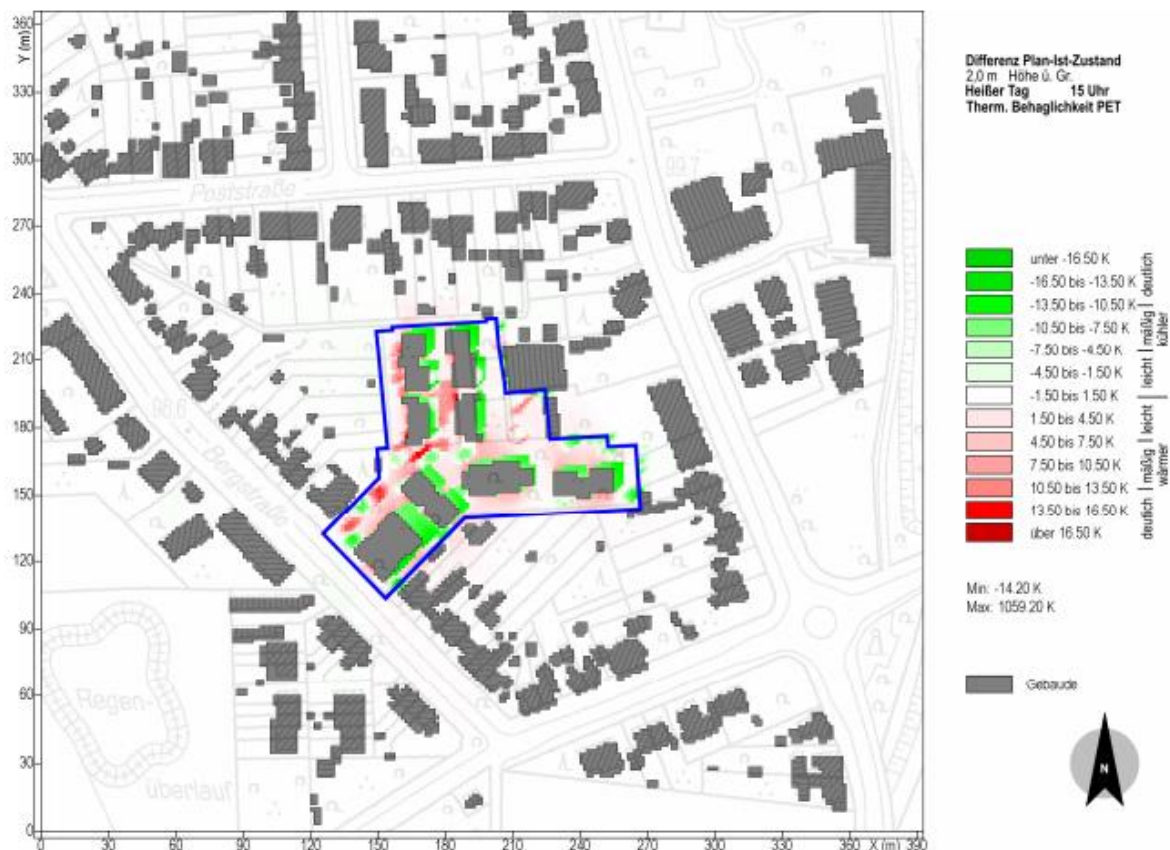 360
Y (m)
330
300
270
240
210
180
150
120
90
60
30
0
0
30
60
90
120
150
180
210
240
270
300
330
360
X (m)
390
Poststraße
99.7
96.6
Bergstraße
Regen-
überlauf
Differenz Plan-Ist-Zustand
2,0 m Höhe ü. Gr.
Heißer Tag 15 Uhr
Therm. Behaglichkeit PET
unter -16.50 K
-16.50 bis -13.50 K
-13.50 bis -10.50 K
-10.50 bis -7.50 K
-7.50 bis -4.50 K
-4.50 bis -1.50 K
-1.50 bis 1.50 K
1.50 bis 4.50 K
4.50 bis 7.50 K
7.50 bis 10.50 K
10.50 bis 13.50 K
13.50 bis 16.50 K
über 16.50 K
leicht | mäßig | deutlich
kühler
deutlich | mäßig | leicht
wärmer
Min: -14.20 K
Max: 1059.20 K
Gebäude
N